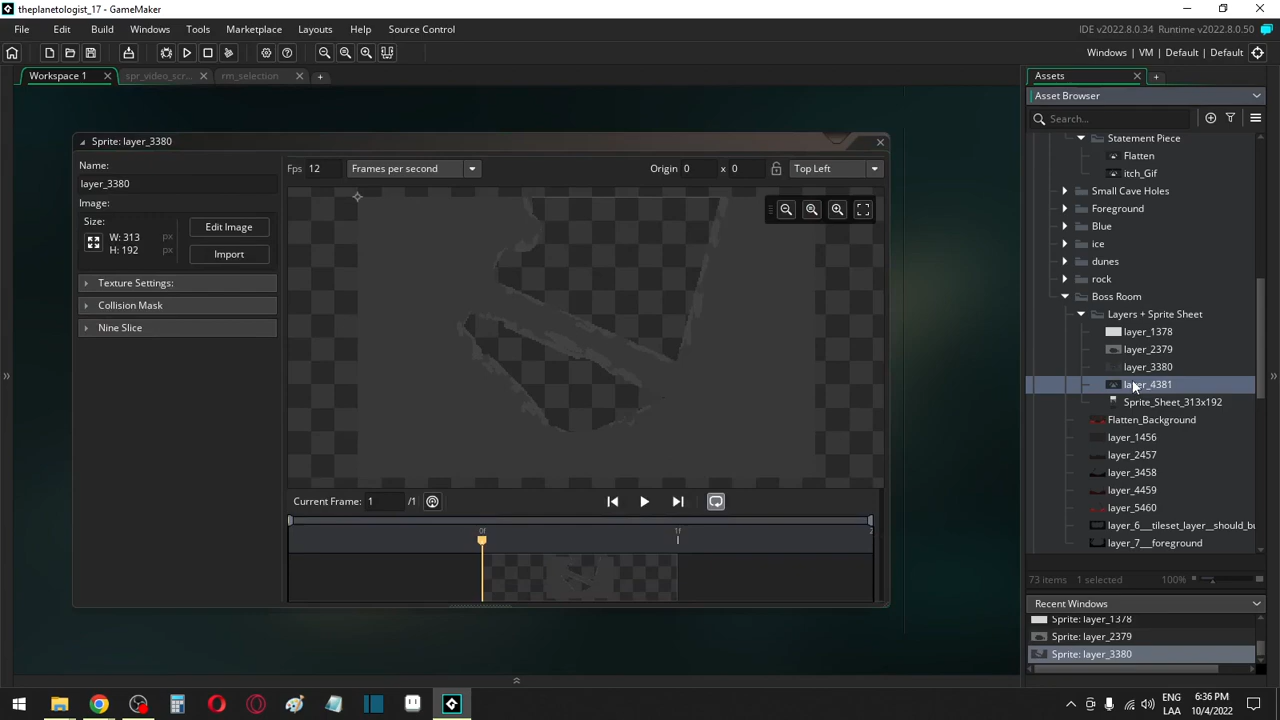 theplanetologist_17 - GameMaker
File Edit Build Windows Tools Marketplace Layouts Help Source Control
IDE v2022.8.0.34 Runtime v2022.8.0.50
Windows | VM | Default | Default
Workspace 1 spr_video_scr... rm_selection
Assets
Asset Browser
Search...
Sprite: layer_3380
Name:
layer_3380
Image:
Size:
W: 313 px
H: 192 px
Edit Image
Import
Texture Settings:
Collision Mask
Nine Slice
Fps 12 Frames per second Origin 0 x 0 Top Left
Current Frame: 1 /1
0f 1f
Statement Piece
Flatten
itch_Gif
Small Cave Holes
Foreground
Blue
ice
dunes
rock
Boss Room
Layers + Sprite Sheet
layer_1378
layer_2379
layer_3380
layer_4381
Sprite_Sheet_313x192
Flatten_Background
layer_1456
layer_2457
layer_3458
layer_4459
layer_5460
layer_6__tileset_layer__should_bu
layer_7__foreground
73 items 1 selected 100%
Recent Windows
Sprite: layer_1378
Sprite: layer_2379
Sprite: layer_3380
ENG
LAA
6:36 PM
10/4/2022